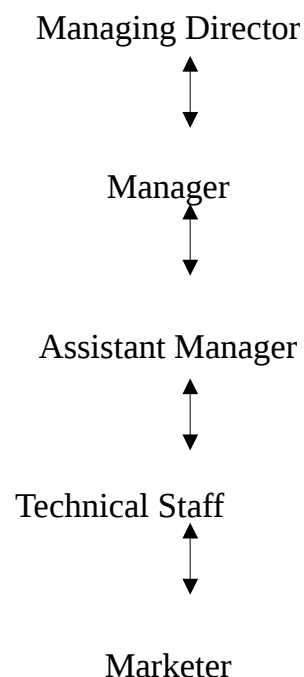 Managing Director
Manager
Assistant Manager
Technical Staff
Marketer